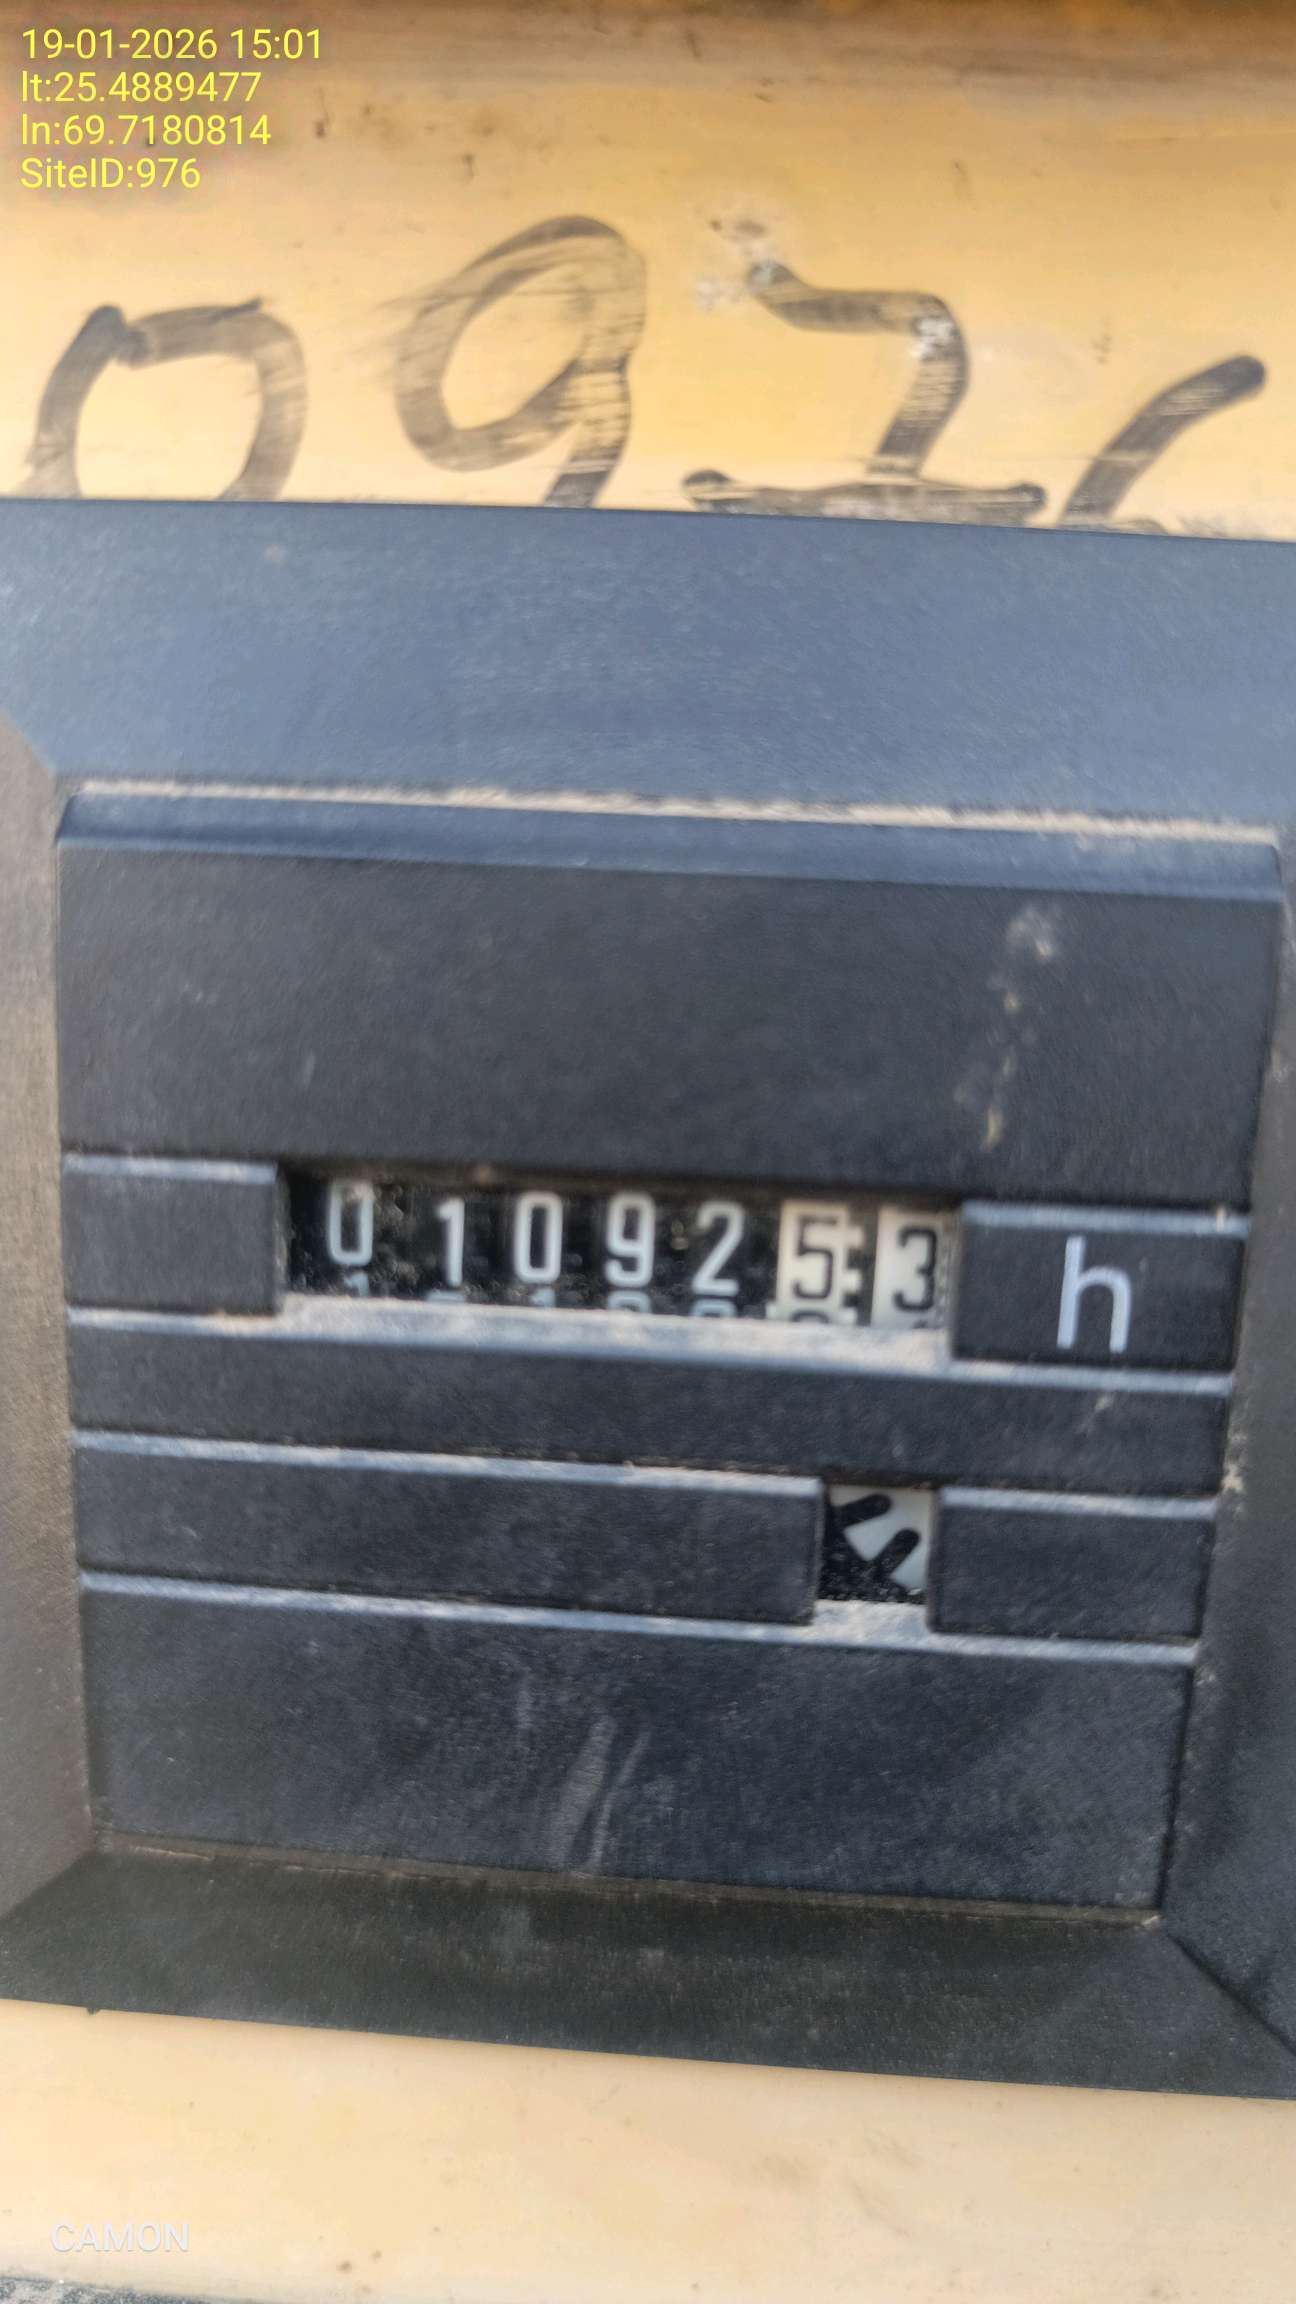 19-01-2026 15:01
lt:25.4889477
ln:69.7180814
SiteID:976
0976
0109253 h
CAMON